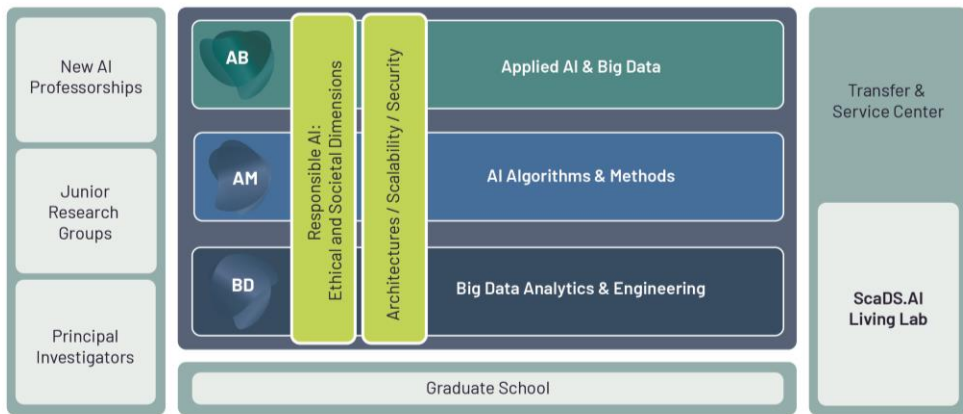 New AI
Professorships
Junior
Research
Groups
Principal
Investigators
AB
Applied AI & Big Data
AM
AI Algorithms & Methods
BD
Big Data Analytics & Engineering
Responsible AI:
Ethical and Societal Dimensions
Architectures / Scalability / Security
Graduate School
Transfer &
Service Center
ScaDS.AI
Living Lab